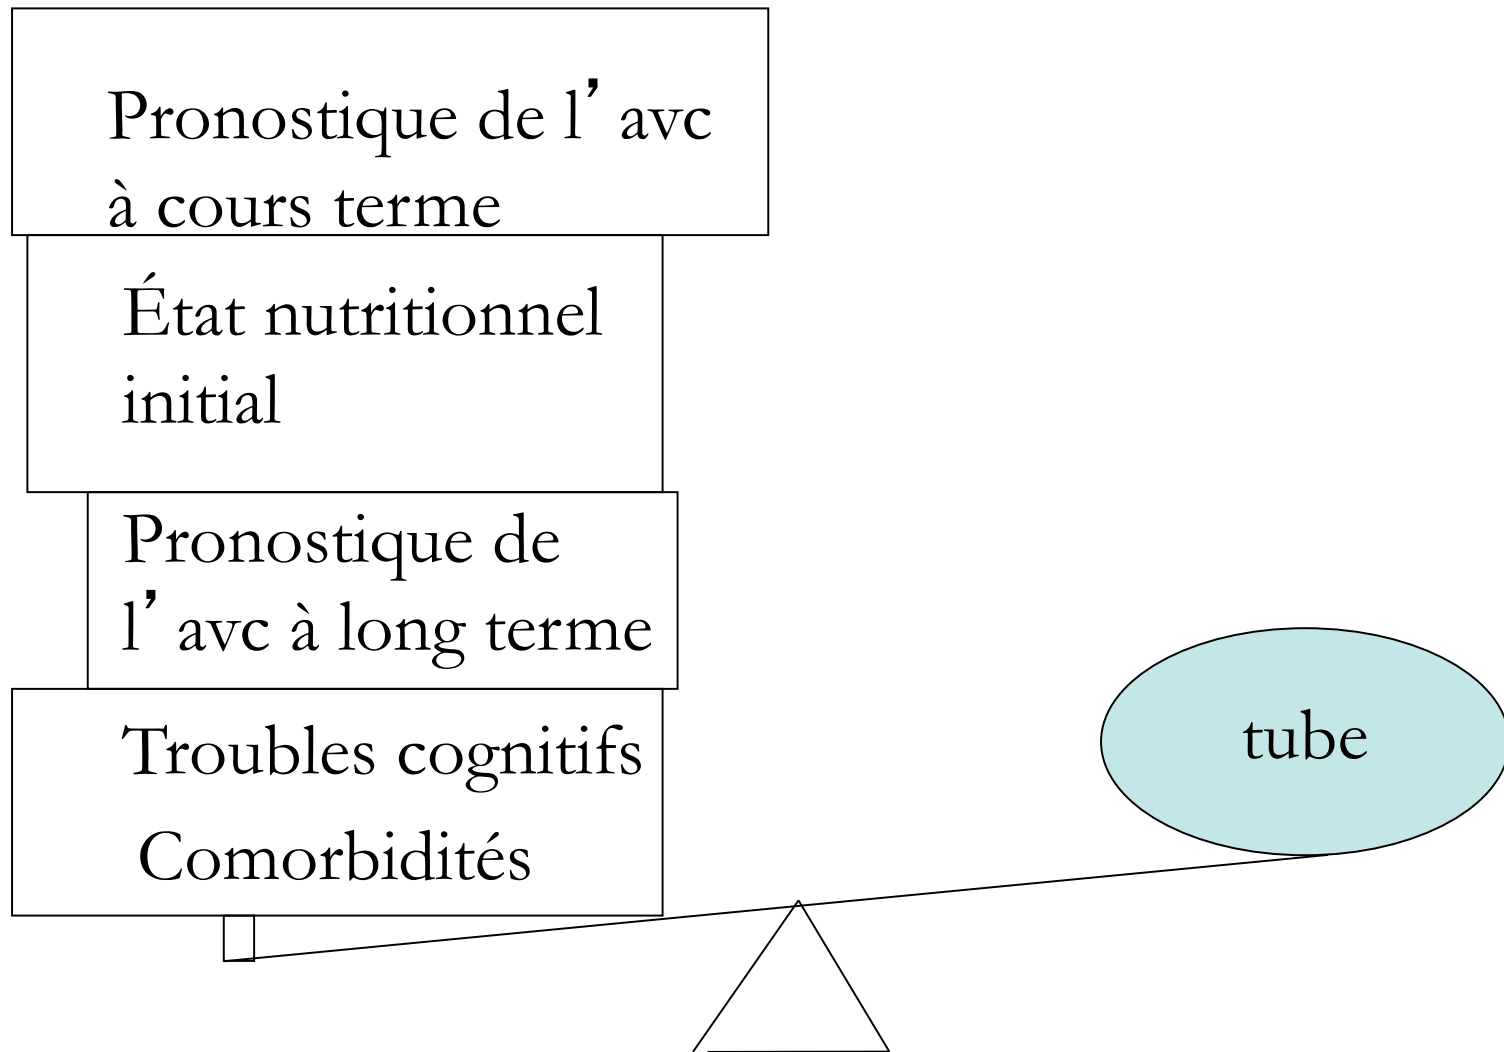 Pronostique de l’ avc
à cours terme
État nutritionnel
initial
Pronostique de
l’ avc à long terme
Troubles cognitifs
Comorbidités
tube